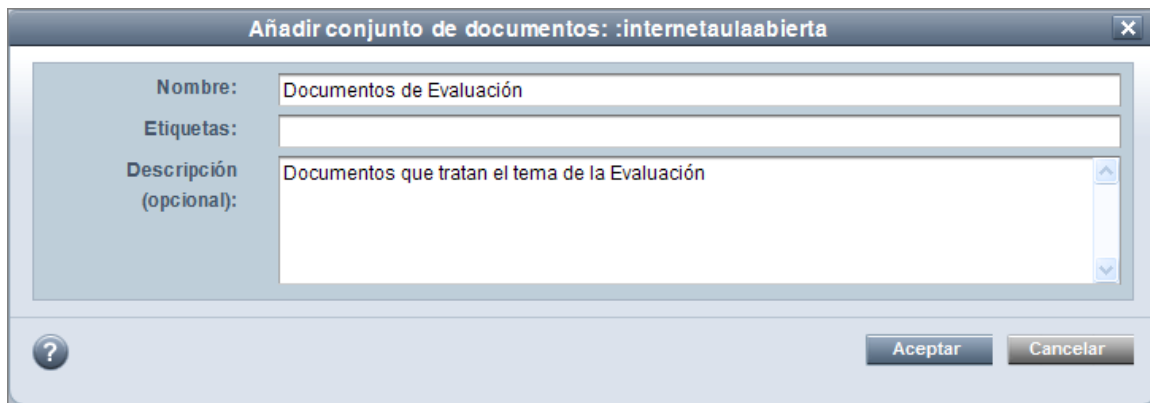 Añadir conjunto de documentos: :internetaulaabierta
Nombre:
Documentos de Evaluación
Etiquetas:
Descripción
(opcional):
Documentos que tratan el tema de la Evaluación
?
Aceptar
Cancelar